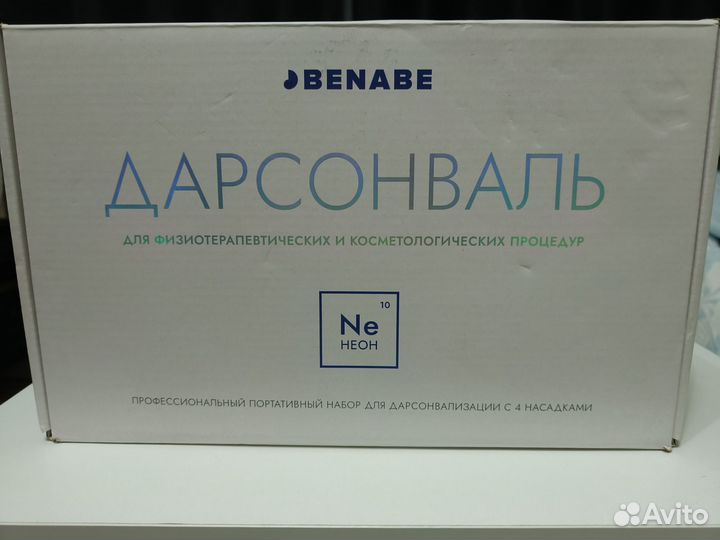 BENABE
ДАРСОНВАЛЬ
ДЛЯ ФИЗИОТЕРАПЕВТИЧЕСКИХ И КОСМЕТОЛОГИЧЕСКИХ ПРОЦЕДУР
10
Ne
НЕОН
ПРОФЕССИОНАЛЬНЫЙ ПОРТАТИВНЫЙ НАБОР ДЛЯ ДАРСОНВАЛИЗАЦИИ С 4 НАСАДКАМИ
Avito